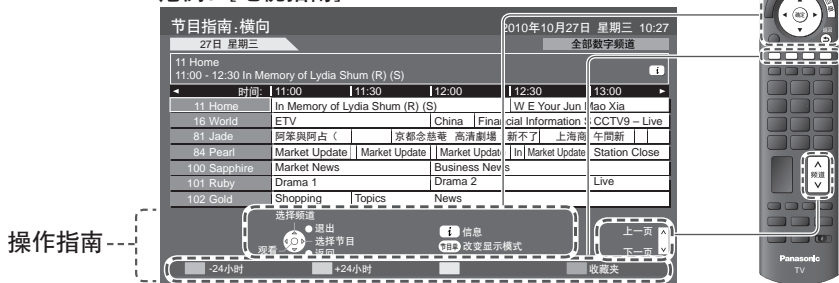 节目指南:横向 2010年10月27日 星期三 10:27
27日 星期三 全部数字频道
11 Home
11:00 - 12:30 In Memory of Lydia Shum (R) (S) i
时间: 11:00 11:30 12:00 12:30 13:00
11 Home In Memory of Lydia Shum (R) (S) W E Your Jun Mao Xia
16 World ETV China Financial Information S CCTV9 – Live
81 Jade 阿笨與阿占（ 京都念慈菴 高清劇場 新不了 上海商 午間新
84 Pearl Market Update Market Update Market Update In Market Update Station Close
100 Sapphire Market News Business News
101 Ruby Drama 1 Drama 2 Live
102 Gold Shopping Topics News
操作指南
选择频道
退出
观看 选择节目
返回
i 信息
节目单 改变显示模式
上一页
下一页
-24小时 +24小时 收藏夹
确定
频道
Panasonic
TV